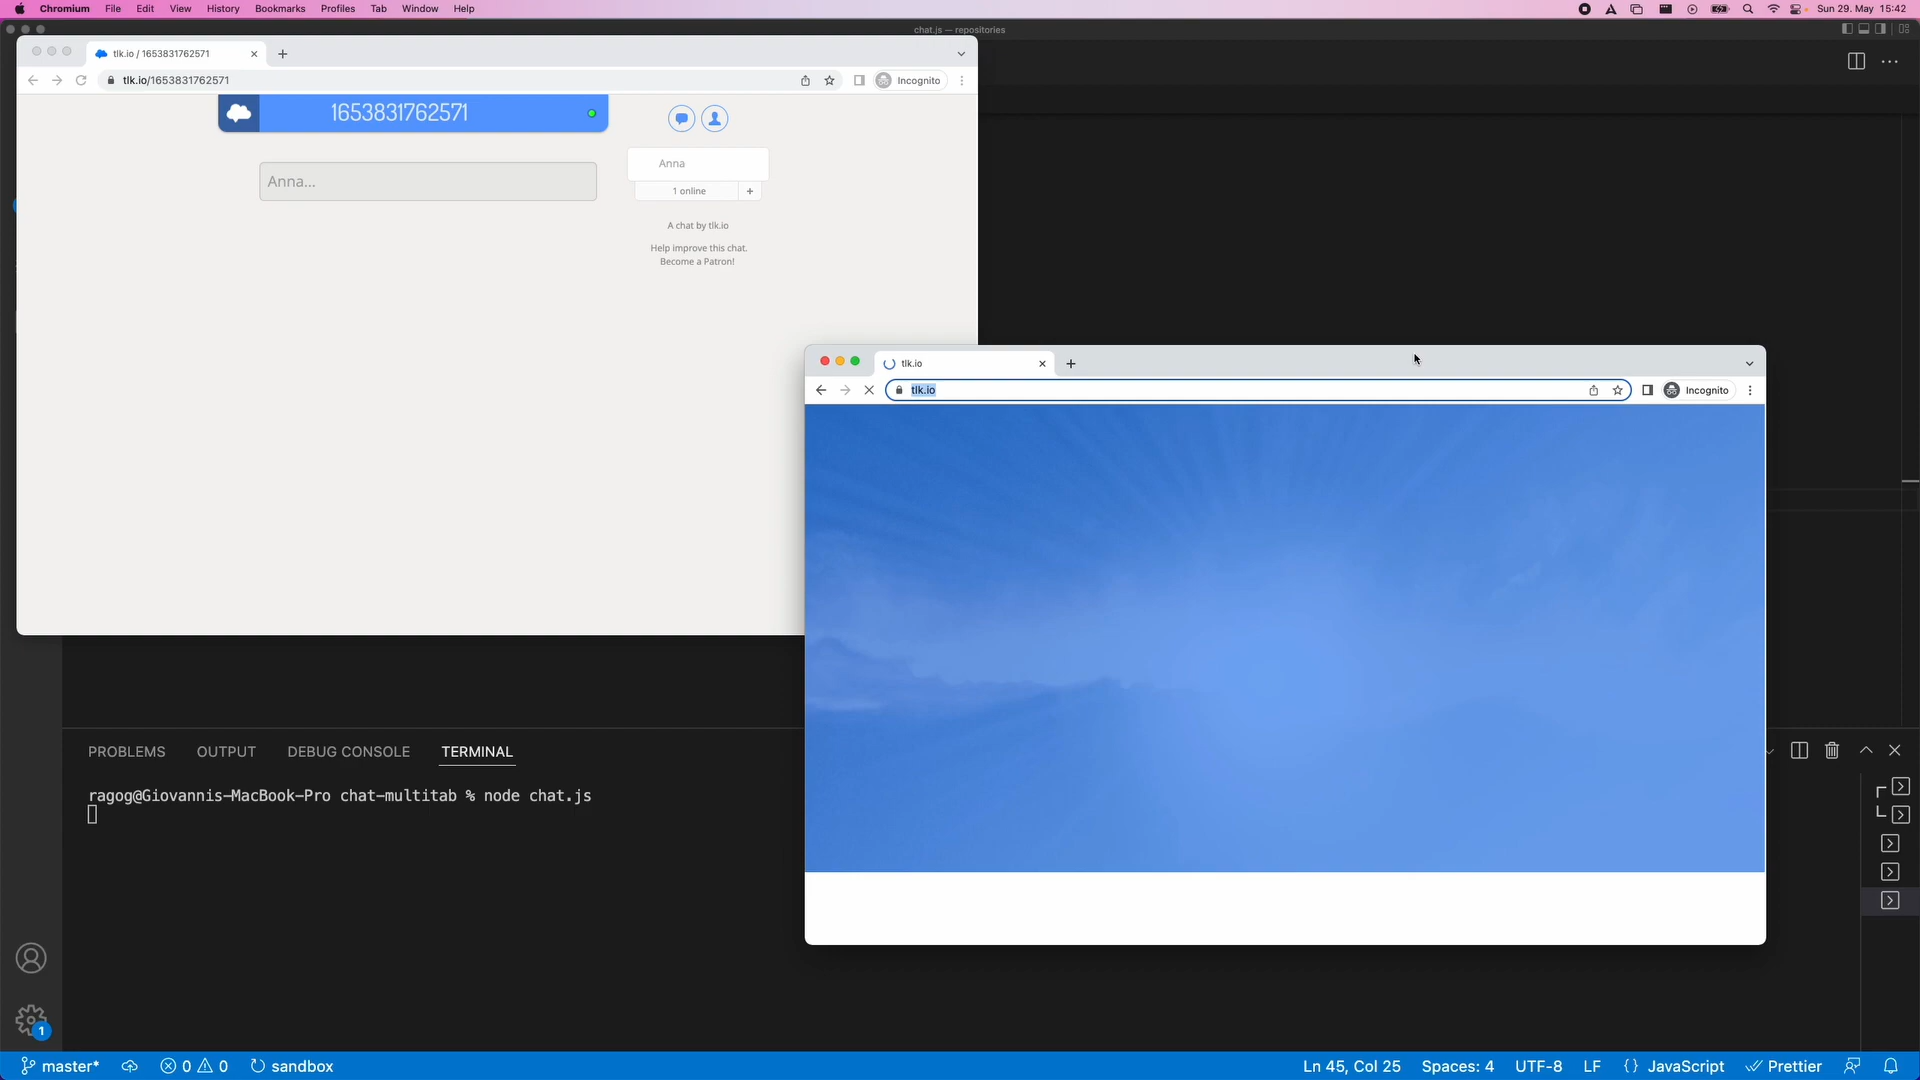 Chromium File Edit View History Bookmarks Profiles Tab Window Help Sun 29. May 15:42
chat.js — repositories
tlk.io / 1653831762571
tlk.io/1653831762571 Incognito
1653831762571
Anna
Anna...
1 online +
A chat by tlk.io
Help improve this chat.
Become a Patron!
tlk.io
tlk.io Incognito
PROBLEMS OUTPUT DEBUG CONSOLE TERMINAL
ragog@Giovannis-MacBook-Pro chat-multitab % node chat.js
1
master* 0 0 sandbox Ln 45, Col 25 Spaces: 4 UTF-8 LF {} JavaScript Prettier